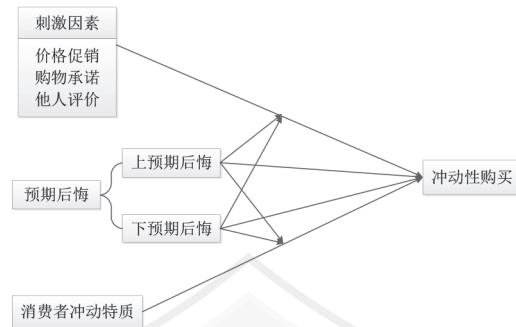 刺激因素
价格促销
购物承诺
他人评价
上预期后悔
冲动性购买
预期后悔
下预期后悔
消费者冲动特质